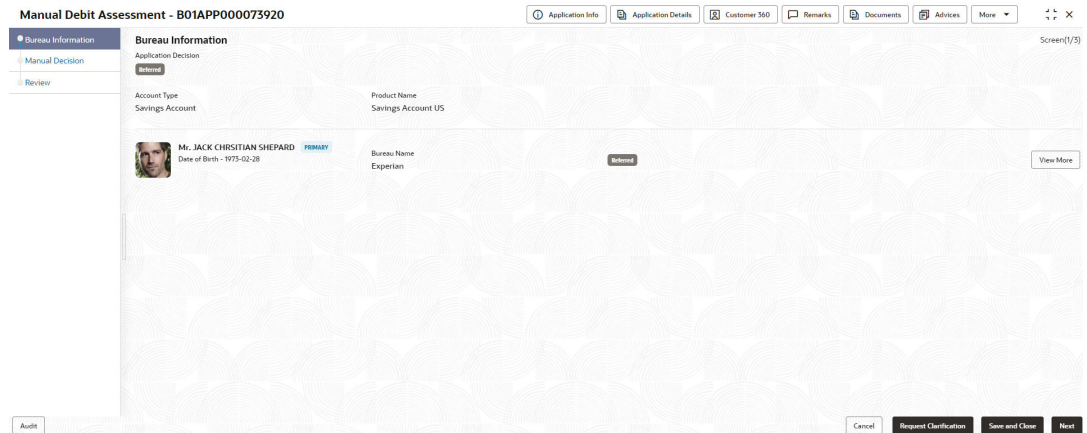 Manual Debit Assessment - B01APP000073920
Application Info
Application Details
Customer 360
Remarks
Documents
Advices
More
Bureau Information
Manual Decision
Review
Bureau Information
Screen(1/3)
Application Decision
Referred
Account Type
Product Name
Savings Account
Savings Account US
Mr. JACK CHRSITIAN SHEPARD PRIMARY
Date of Birth - 1973-02-28
Bureau Name
Experian
Referred
View More
Audit
Cancel
Request Clarification
Save and Close
Next